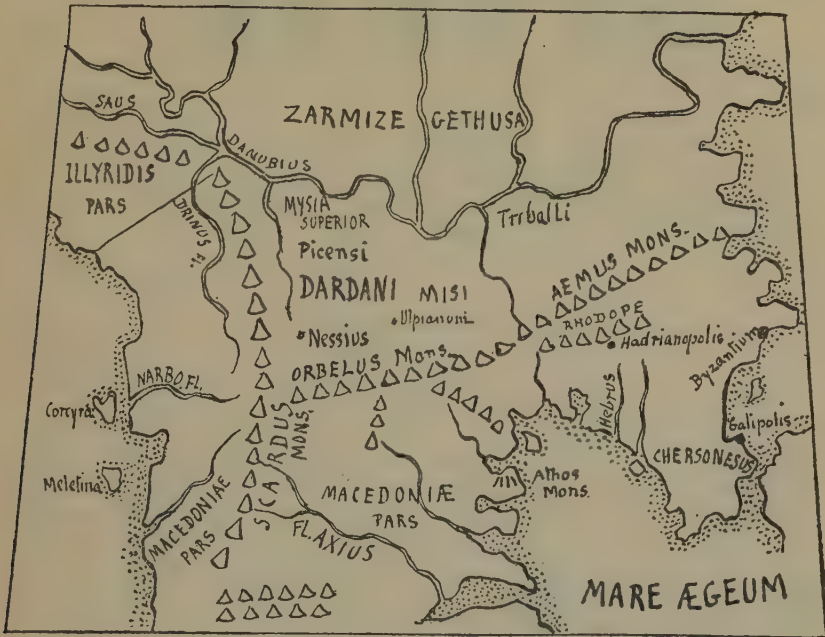 SAUS
ZARMIZE GETHUSA
DANUBIUS
ILLYRIDIS
PARS
DRINUS Fl.
MYSIA
SUPERIOR
Picensi
Triballi
DARDANI
MISI
Ulpianuni
AEMUS MONS.
RHODOPE
Nessius
Hadrianopolis
Byzantium
ORBELUS Mons.
NARBO FL.
Corcyra
SCARDUS
MONS.
Hebrus
Galipolis
CHERSONESUS
Meletina
MACEDONIAE
PARS
MACEDONIÆ
PARS
Athos
Mons.
FL. AXIUS
MARE ÆGEUM